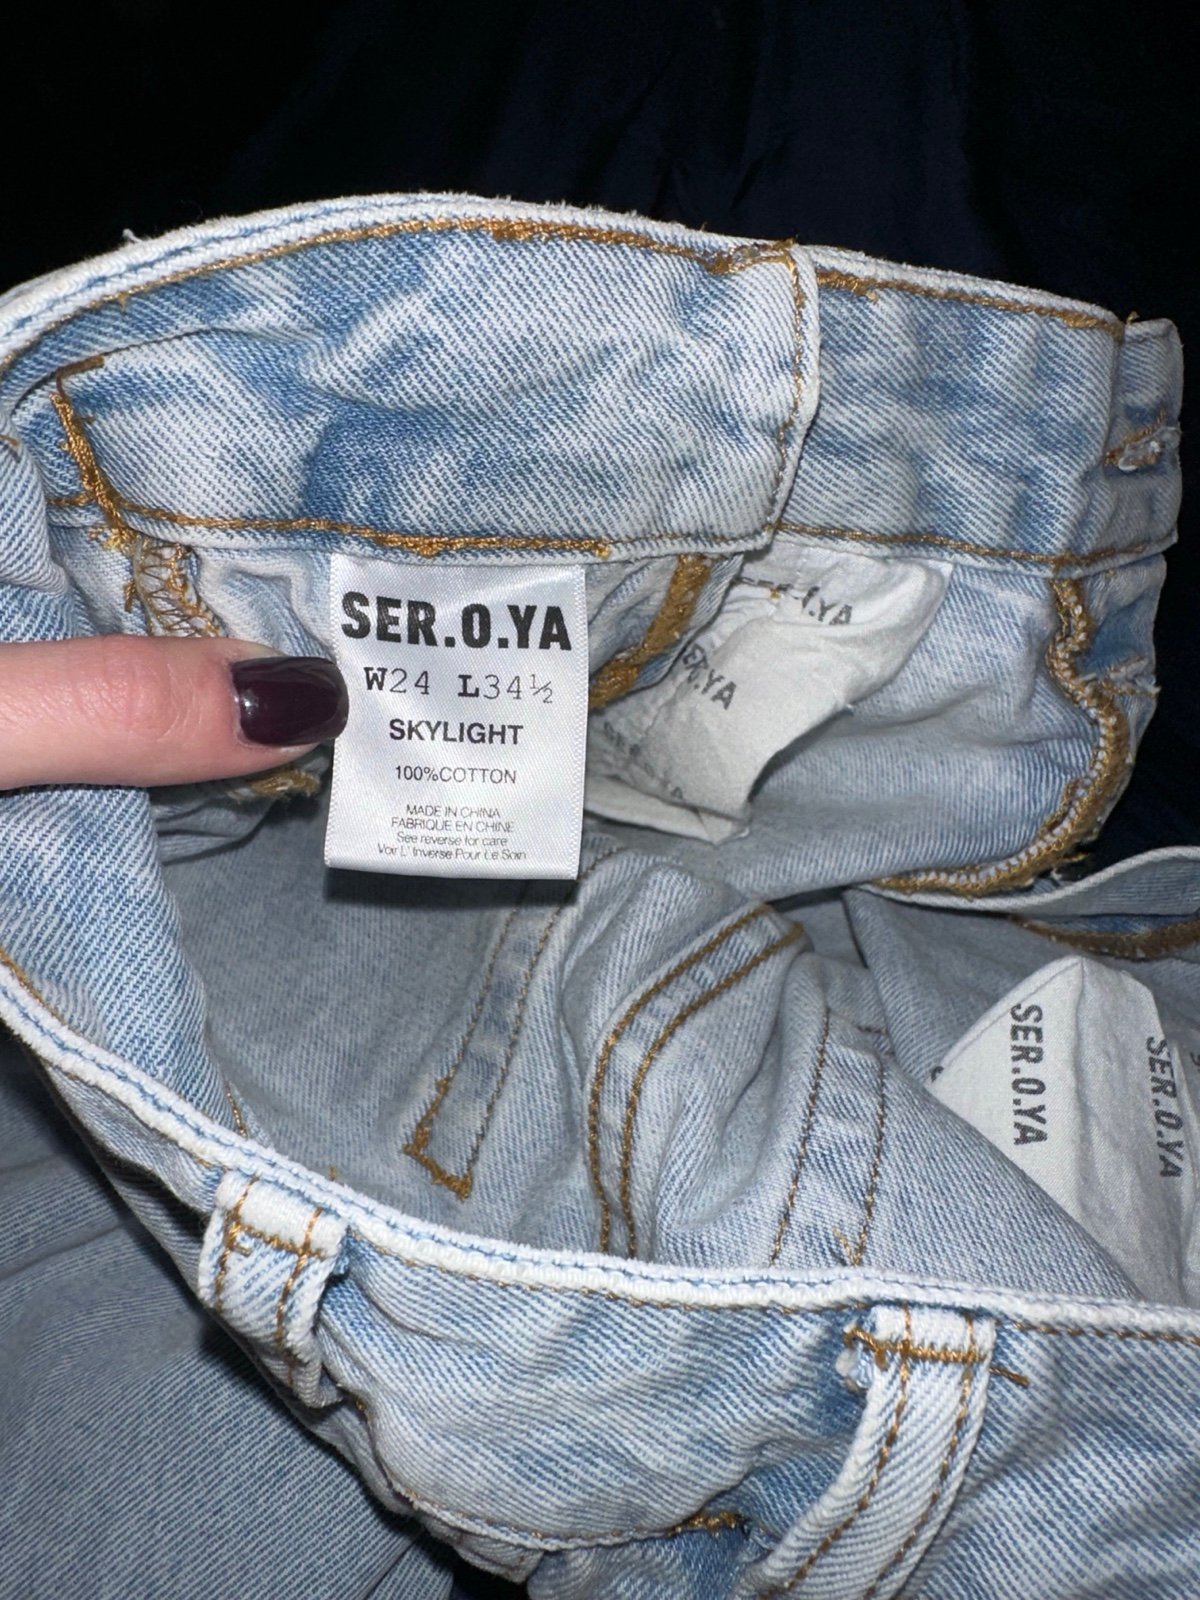 SER.O.YA
W24 L34½
SKYLIGHT
100%COTTON
MADE IN CHINA
FABRIQUE EN CHINE
See reverse for care
Voir L' Inverse Pour Le Soin
SER.O.YA
SER.O.YA